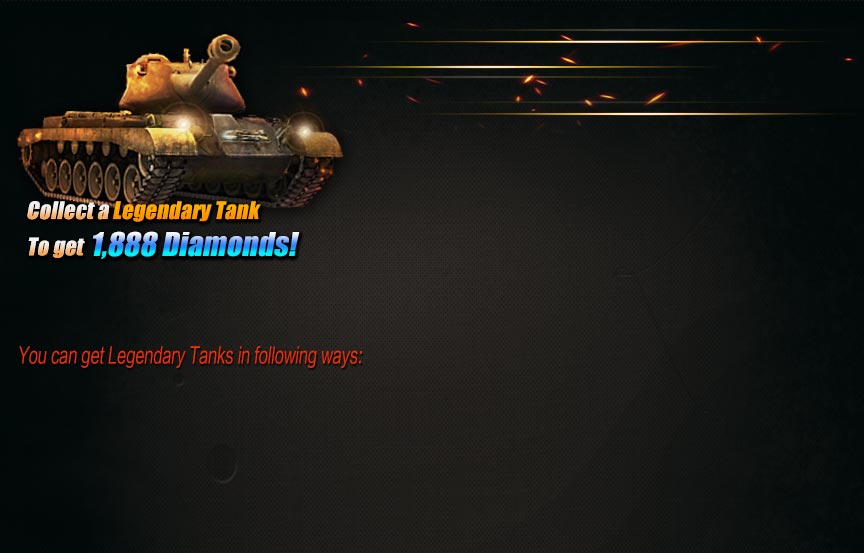 Collect a Legendary Tank
To get 1,888 Diamonds!
You can get Legendary Tanks in following ways: